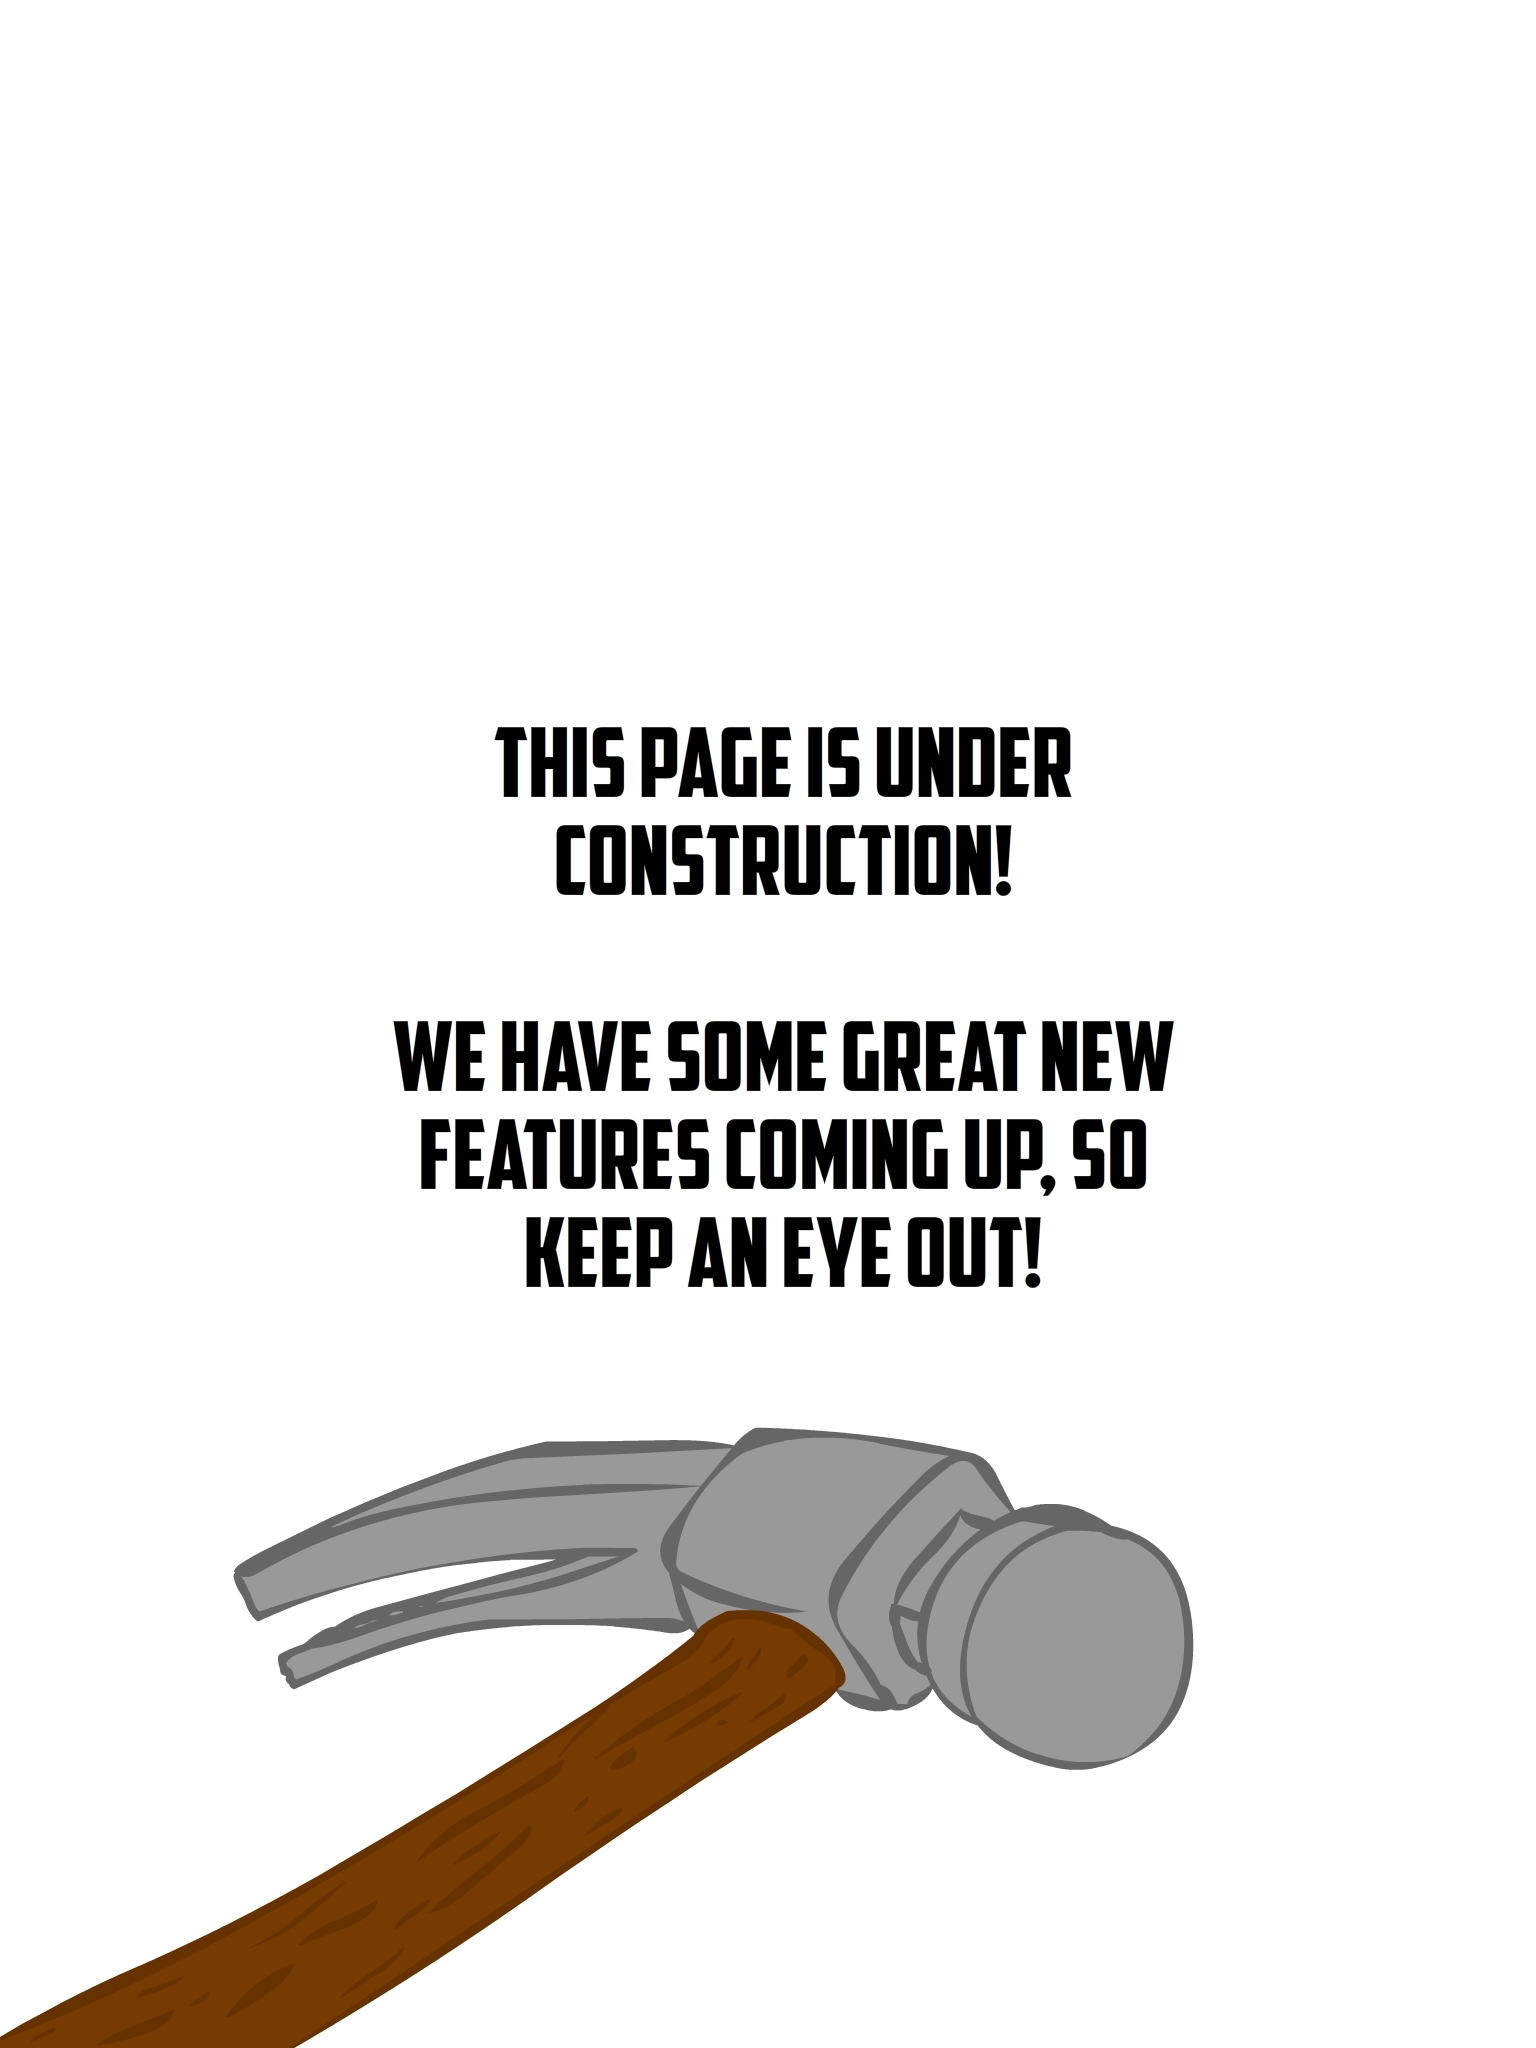 THIS PAGE IS UNDER
CONSTRUCTION!
WE HAVE SOME GREAT NEW
FEATURES COMING UP, SO
KEEP AN EYE OUT!